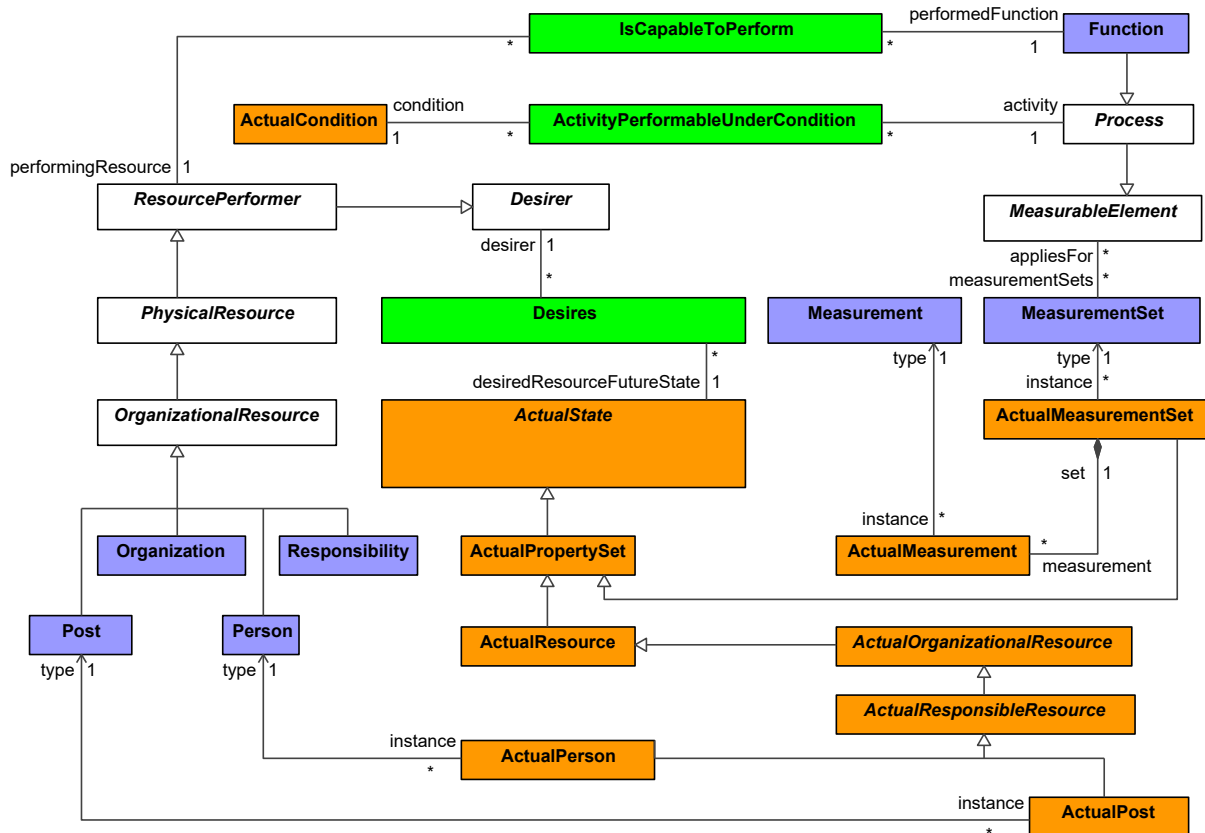 performedFunction
IsCapableToPerform
Function
* * 1
condition
activity
ActualCondition
ActivityPerformableUnderCondition
Process
1 * * 1
performingResource 1
ResourcePerformer
Desirer
MeasurableElement
desirer 1
appliesFor *
* measurementSets *
PhysicalResource
Desires
Measurement
MeasurementSet
* type 1 type 1
desiredResourceFutureState 1
instance *
OrganizationalResource
ActualState
ActualMeasurementSet
set 1
instance *
Organization
Responsibility
ActualPropertySet
ActualMeasurement
*
measurement
Post
Person
ActualResource
ActualOrganizationalResource
type 1 type 1
ActualResponsibleResource
instance
ActualPerson
*
instance
ActualPost
*